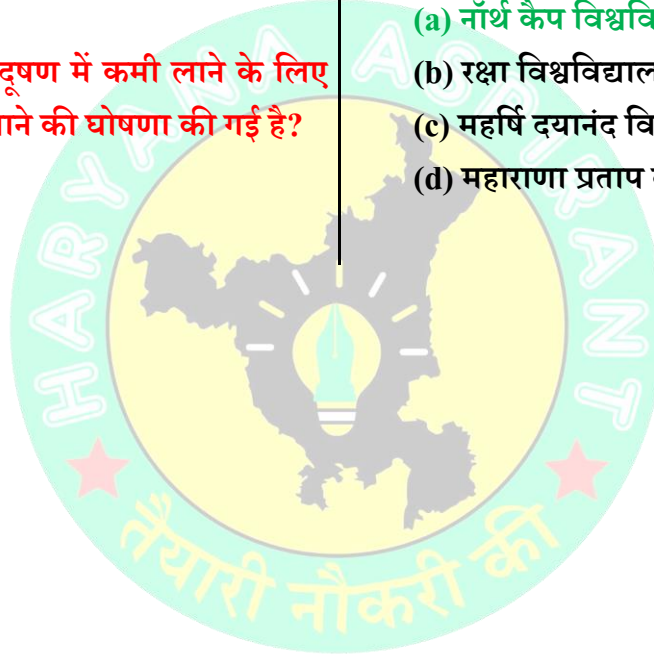 दूषण में कमी लाने के लिए
की घोषणा की गई है?
(a) नॉर्थ कैप
(b) रक्षा
(c) महर्षि दयानंद
(d) महाराणा प्रताप
HARYANA ASPIRANT
तैयारी नौकरी की